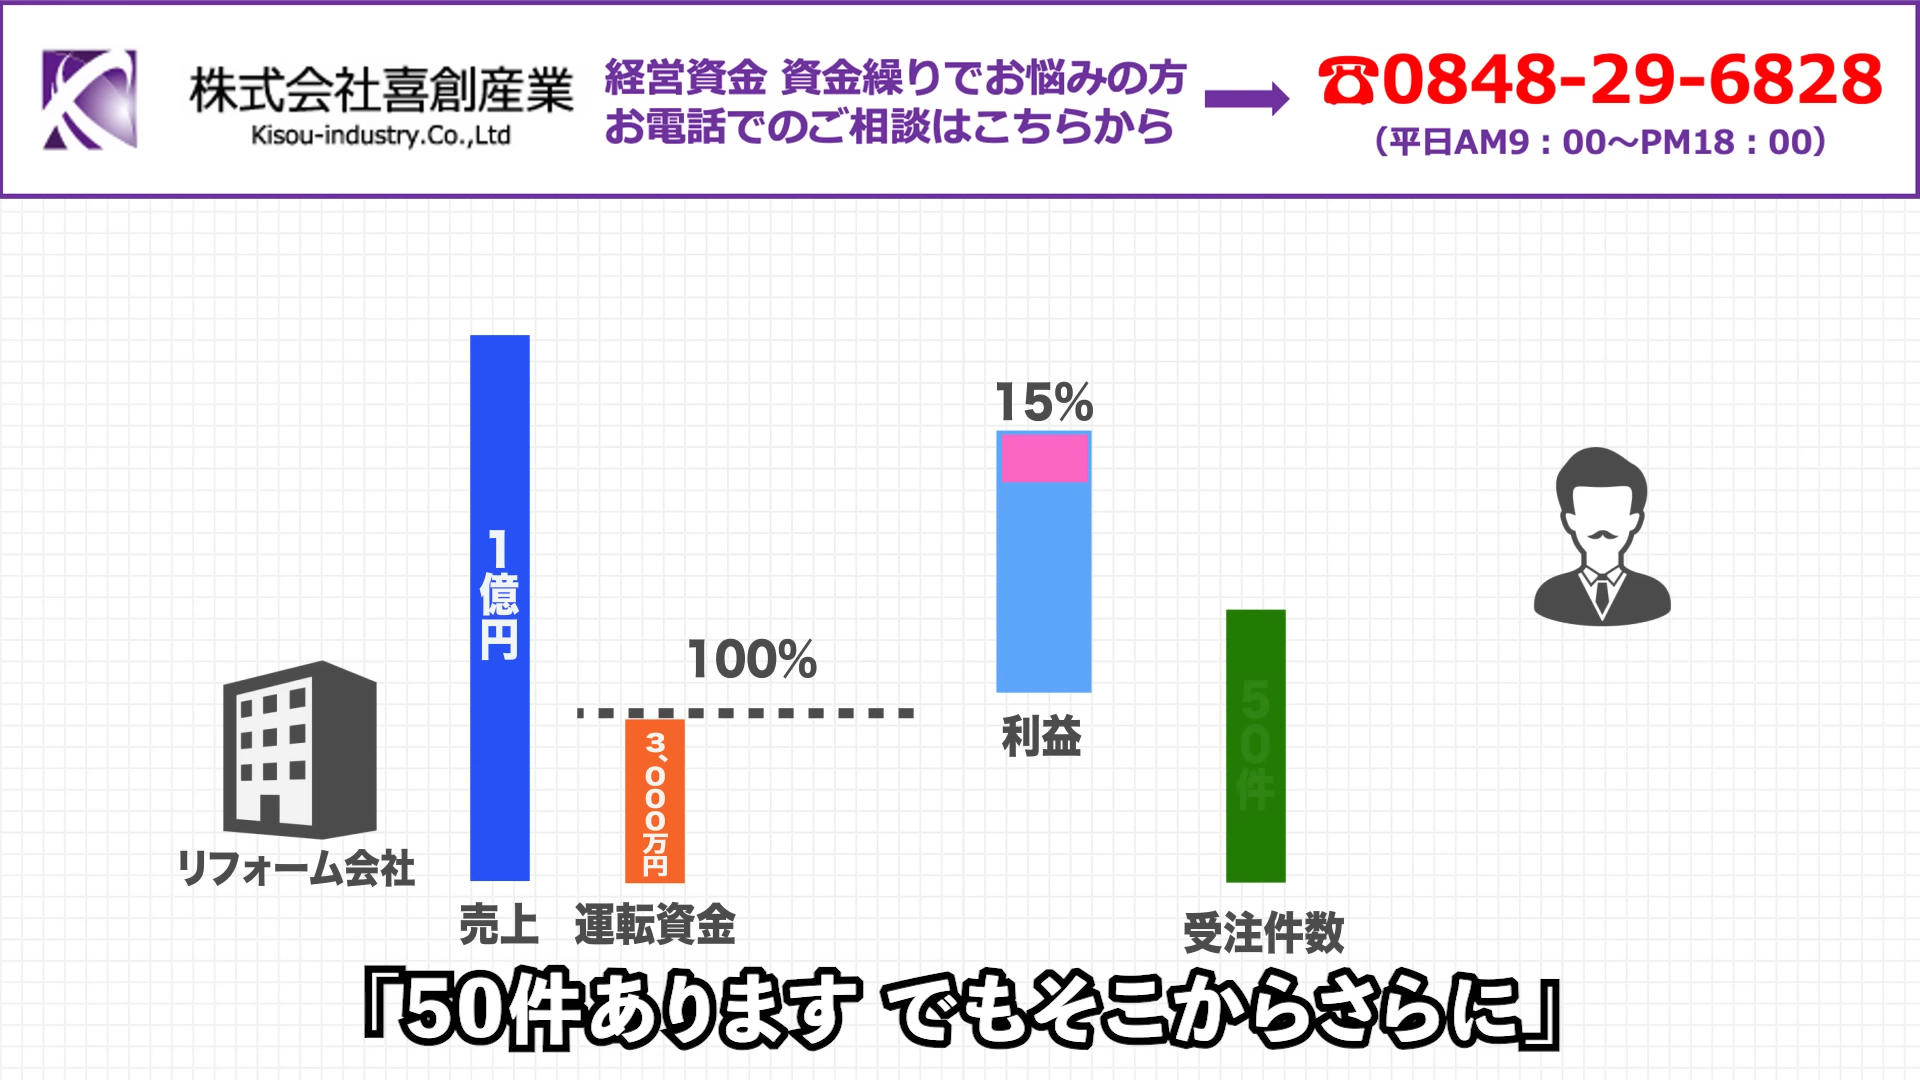 株式会社喜創産業
Kisou-industry.Co.,Ltd
経営資金 資金繰りでお悩みの方
お電話でのご相談はこちらから
☎0848-29-6828
（平日AM9：00～PM18：00）
1億円
15%
100%
3、000万円
利益
50件
リフォーム会社
売上
運転資金
受注件数
「50件あります でもそこからさらに」